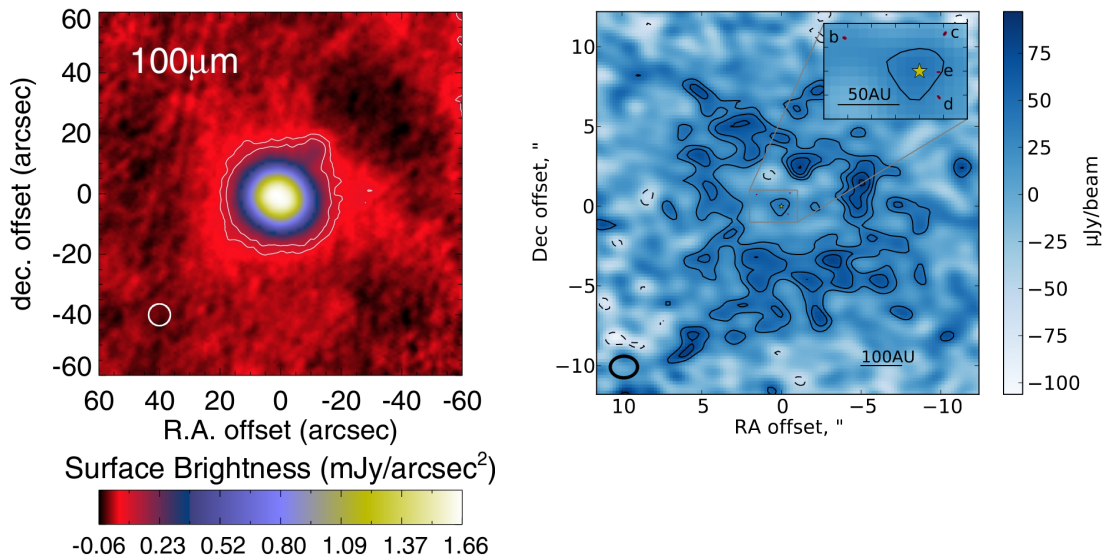 100μm
60
40
20
0
-20
-40
-60
dec. offset (arcsec)
60 40 20 0 -20 -40 -60
R.A. offset (arcsec)
Surface Brightness (mJy/arcsec²)
-0.06 0.23 0.52 0.80 1.09 1.37 1.66
10
5
0
−5
−10
Dec offset, "
b
c
e
d
50AU
100AU
10 5 0 −5 −10
RA offset, "
75
50
25
0
−25
−50
−75
−100
μJy/beam